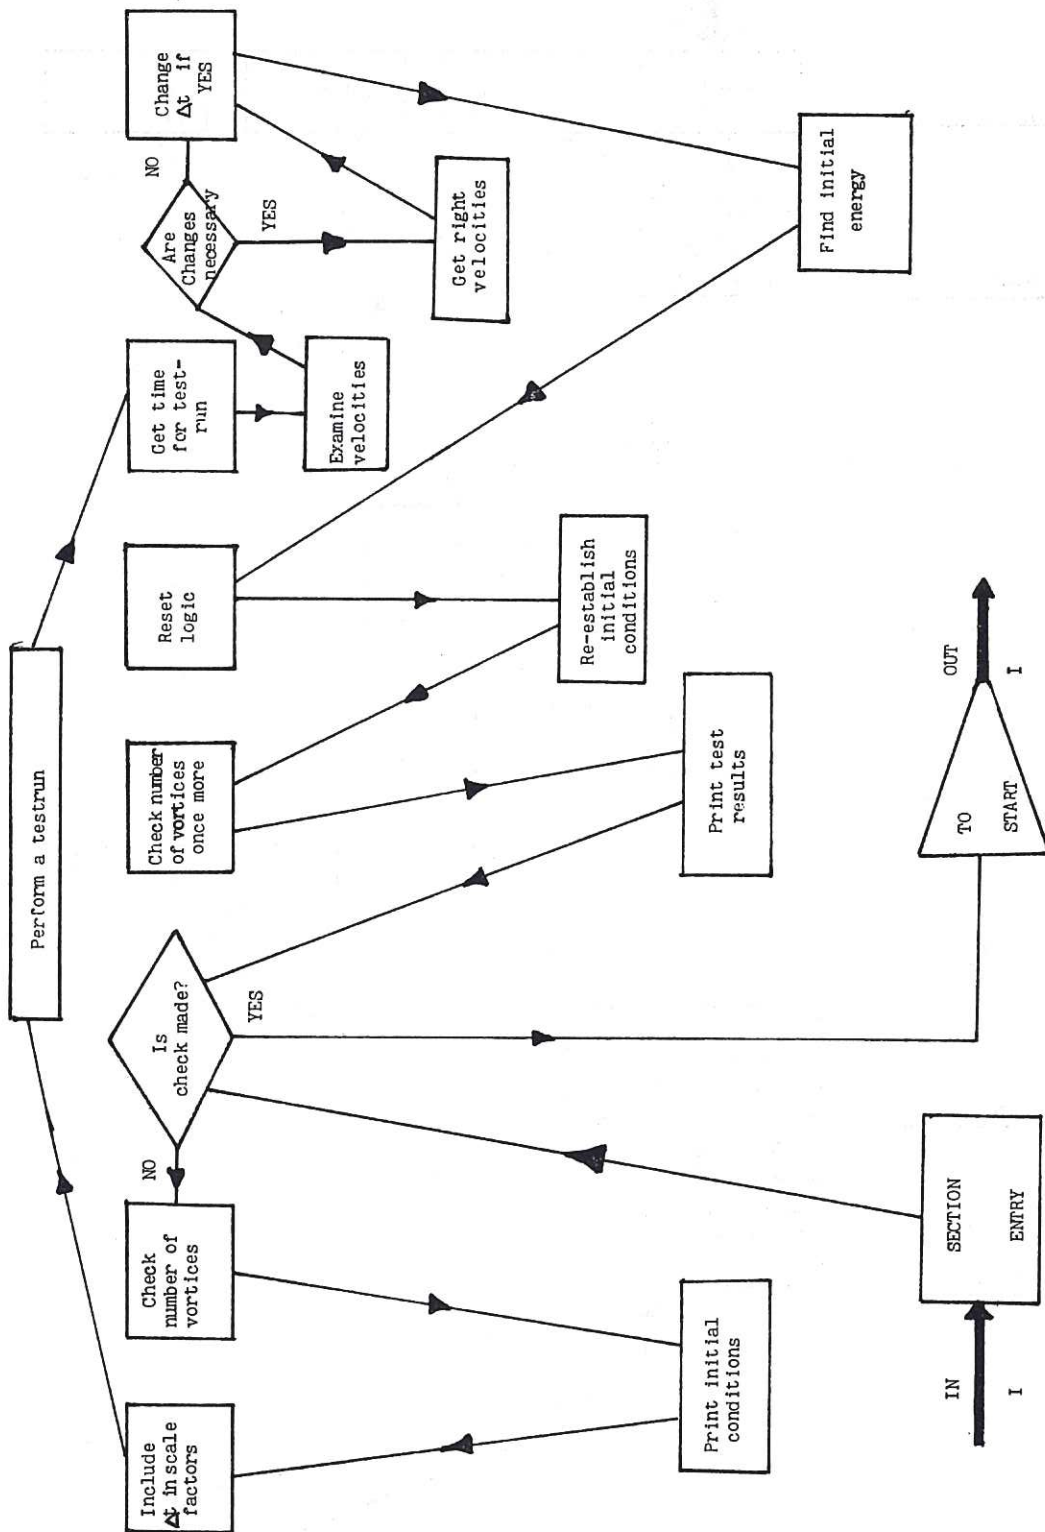 Perform a testrun
Include
Δt in scale
factors
Check
number of
vortices
NO
Is
check made?
YES
Check number
of vortices
once more
Reset
logic
Get time
for test-
run
Are
Changes
necessary
NO
YES
Change
Δt if
YES
Examine
velocities
Get right
velocities
Re-establish
initial
conditions
Print initial
conditions
Print test
results
Find initial
energy
IN
I
SECTION
ENTRY
TO
START
OUT
I